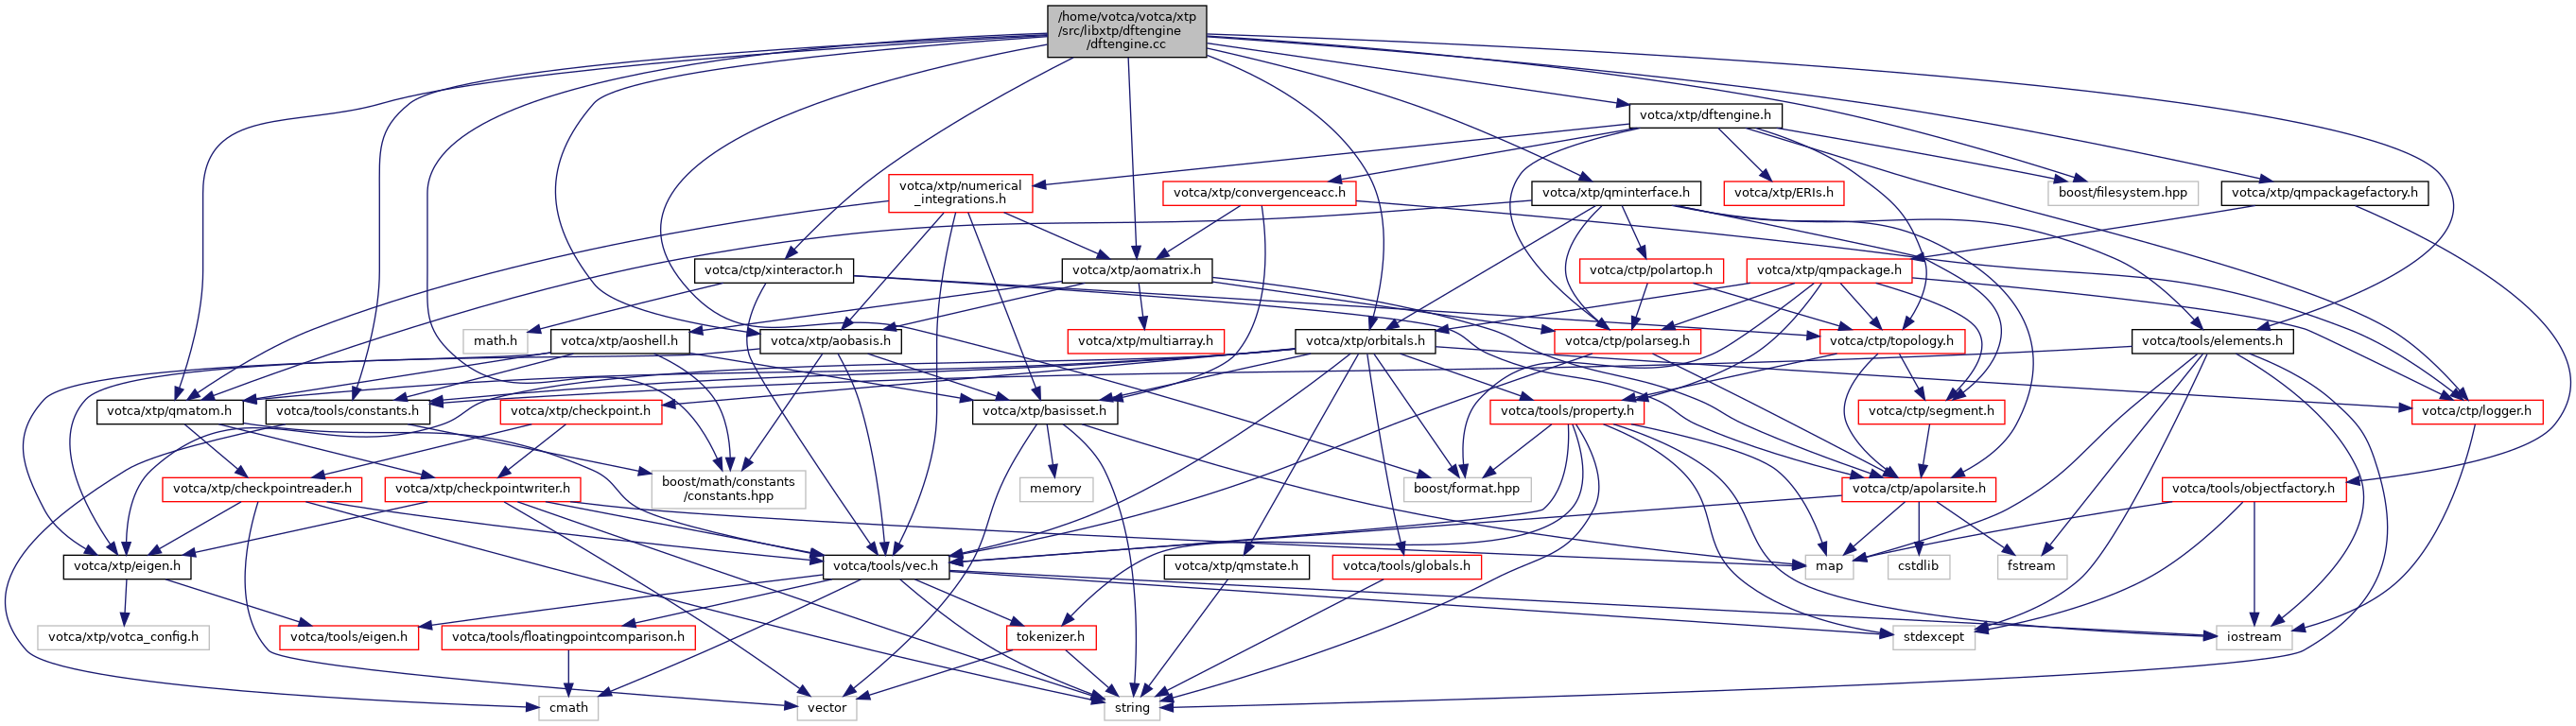 /home/votca/votca/xtp
/src/libxtp/dftengine
/dftengine.cc
votca/xtp/dftengine.h
votca/xtp/numerical
_integrations.h
votca/xtp/convergenceacc.h
votca/xtp/qminterface.h
votca/xtp/ERIs.h
boost/filesystem.hpp
votca/xtp/qmpackagefactory.h
votca/ctp/xinteractor.h
votca/xtp/aomatrix.h
votca/ctp/polartop.h
votca/xtp/qmpackage.h
math.h
votca/xtp/aoshell.h
votca/xtp/aobasis.h
votca/xtp/multiarray.h
votca/xtp/orbitals.h
votca/ctp/polarseg.h
votca/ctp/topology.h
votca/tools/elements.h
votca/xtp/qmatom.h
votca/tools/constants.h
votca/xtp/checkpoint.h
votca/xtp/basisset.h
votca/tools/property.h
votca/ctp/segment.h
votca/ctp/logger.h
votca/xtp/checkpointreader.h
votca/xtp/checkpointwriter.h
boost/math/constants
/constants.hpp
memory
boost/format.hpp
votca/ctp/apolarsite.h
votca/tools/objectfactory.h
votca/xtp/eigen.h
votca/tools/vec.h
votca/xtp/qmstate.h
votca/tools/globals.h
map
cstdlib
fstream
votca/xtp/votca_config.h
votca/tools/eigen.h
votca/tools/floatingpointcomparison.h
tokenizer.h
stdexcept
iostream
cmath
vector
string